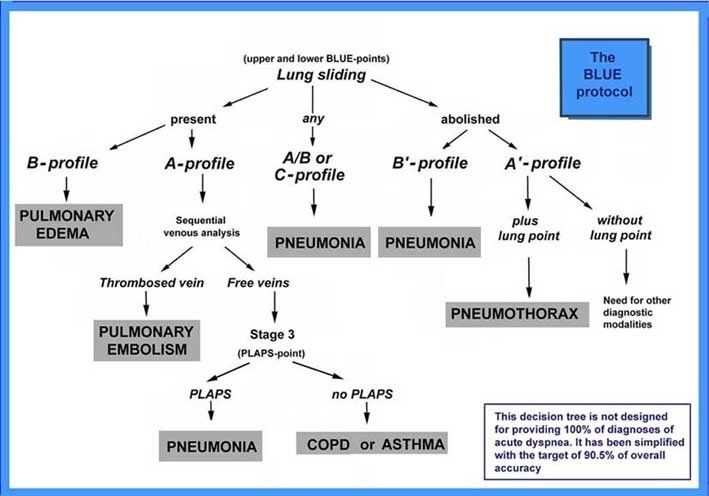 (upper and lower BLUE-points)
Lung sliding
The
BLUE
protocol
present
any
abolished
B-profile
A-profile
A/B or
C-profile
B'-profile
A'-profile
PULMONARY
EDEMA
Sequential
venous analysis
PNEUMONIA
PNEUMONIA
plus
lung point
without
lung point
Thrombosed vein
Free veins
PULMONARY
EMBOLISM
Stage 3
(PLAPS-point)
PNEUMOTHORAX
Need for other
diagnostic
modalities
PLAPS
no PLAPS
PNEUMONIA
COPD or ASTHMA
This decision tree is not designed
for providing 100% of diagnoses of
acute dyspnea. It has been simplified
with the target of 90.5% of overall
accuracy